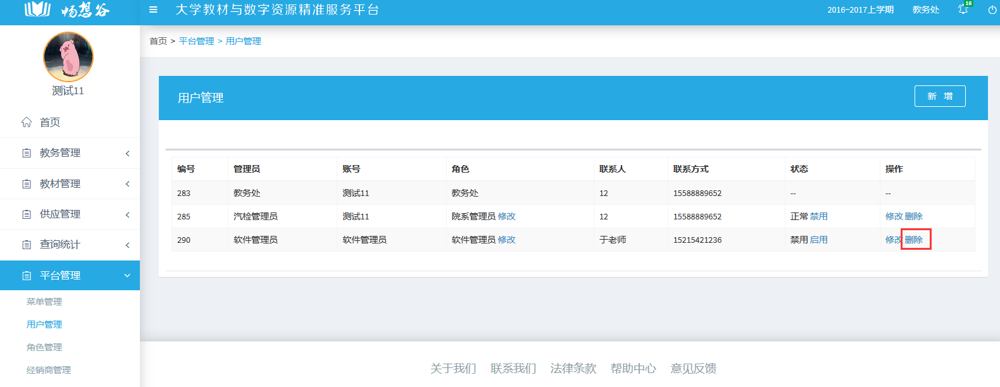 畅想谷
大学教材与数字资源精准服务平台
2016~2017上学期 教务处 16
测试11
首页
教务管理
教材管理
供应管理
查询统计
平台管理
菜单管理
用户管理
角色管理
经销商管理
首页 > 平台管理 > 用户管理
用户管理
新 增
编号 管理员 账号 角色 联系人 联系方式 状态 操作
283 教务处 测试11 教务处 12 15588889652 -- --
285 汽检管理员 测试11 院系管理员 修改 12 15588889652 正常 禁用 修改 删除
290 软件管理员 软件管理员 软件管理员 修改 于老师 15215421236 禁用 启用 修改 删除
关于我们 联系我们 法律条款 帮助中心 意见反馈